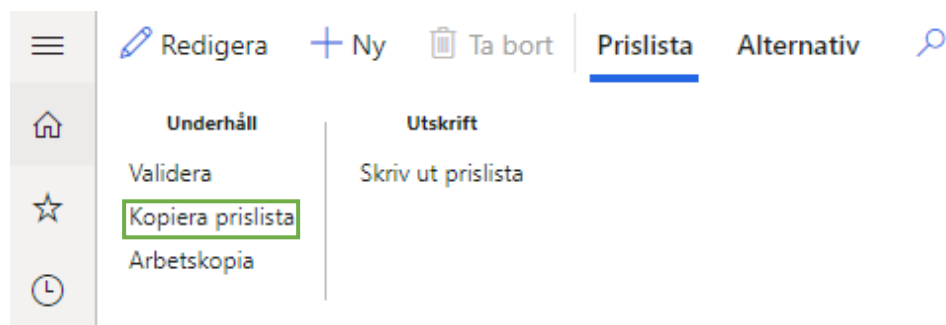 Redigera Ny Ta bort Prislista Alternativ
Underhåll Utskrift
Validera Skriv ut prislista
Kopiera prislista
Arbetskopia